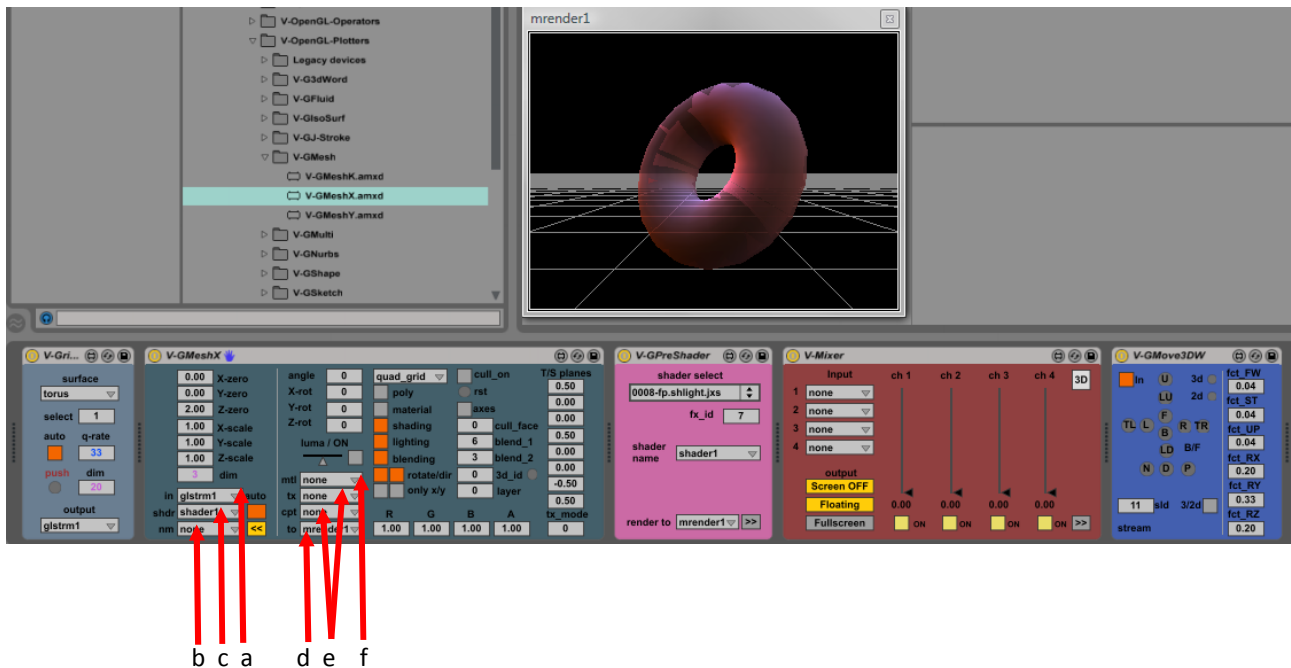 V-OpenGL-Operators
V-OpenGL-Plotters
Legacy devices
V-G3dWord
V-GFluid
V-GIsoSurf
V-GJ-Stroke
V-GMesh
V-GMeshK.amxd
V-GMeshX.amxd
V-GMeshY.amxd
V-GMulti
V-GNurbs
V-GShape
V-GSketch
mrender1
V-Gri...
surface
torus
select 1
auto q-rate
33
push dim
20
output
glstrm1
V-GMeshX
0.00 X-zero
0.00 Y-zero
2.00 Z-zero
1.00 X-scale
1.00 Y-scale
1.00 Z-scale
3 dim
in glstrm1 auto
shdr shader1
nm none <<
angle 0
X-rot 0
Y-rot 0
Z-rot 0
luma / ON
mtl none
tx none
cpt none
to mrender1
quad_grid
poly
material
shading
lighting
blending
rotate/dir
only x/y
cull_on
rst
axes
0 cull_face
6 blend_1
3 blend_2
0 3d_id
0 layer
R G B A
1.00 1.00 1.00 1.00
T/S planes
0.50
0.00
0.00
0.50
0.00
0.00
-0.50
0.50
tx_mode
0
V-GPreShader
shader select
0008-fp.shlight.jxs
fx_id 7
shader
name shader1
render to mrender1 >>
V-Mixer
Input ch 1 ch 2 ch 3 ch 4 3D
1 none
2 none
3 none
4 none
output
Screen OFF
Floating 0.00 0.00 0.00 0.00
Fullscreen ON ON ON ON >>
V-GMove3DW
In U 3d
LU 2d
F
TL L B R TR
LD B/F
N D P
11 sld 3/2d
stream
fct_FW
0.04
fct_ST
0.04
fct_UP
0.04
fct_RX
0.20
fct_RY
0.33
fct_RZ
0.20
b c a d e f